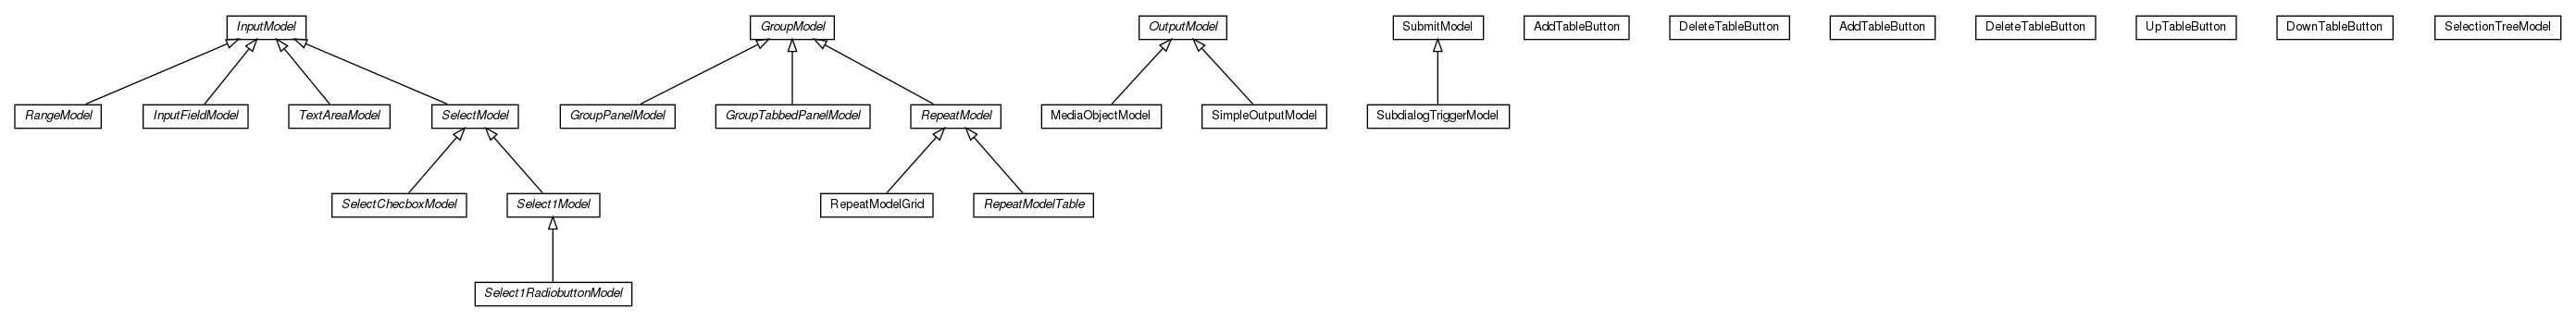 InputModel
GroupModel
OutputModel
SubmitModel
AddTableButton
DeleteTableButton
AddTableButton
DeleteTableButton
UpTableButton
DownTableButton
SelectionTreeModel
RangeModel
InputFieldModel
TextAreaModel
SelectModel
GroupPanelModel
GroupTabbedPanelModel
RepeatModel
MediaObjectModel
SimpleOutputModel
SubdialogTriggerModel
SelectChecboxModel
Select1Model
RepeatModelGrid
RepeatModelTable
Select1RadiobuttonModel